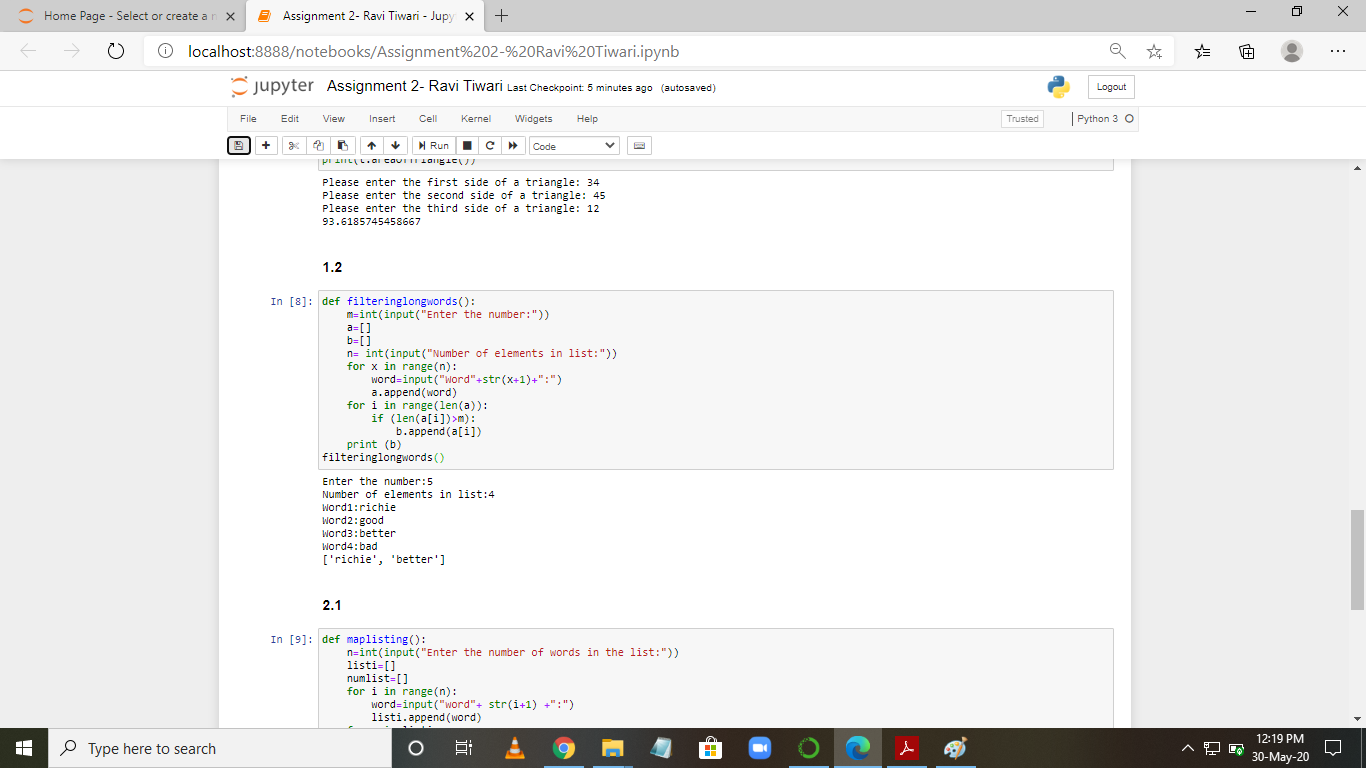 Home Page - Select or create a n
Assignment 2- Ravi Tiwari - Jupy
localhost:8888/notebooks/Assignment%202-%20Ravi%20Tiwari.ipynb
jupyter Assignment 2- Ravi Tiwari Last Checkpoint: 5 minutes ago (autosaved)
Logout
File Edit View Insert Cell Kernel Widgets Help
Trusted
Python 3
Run
Code
print(t.areaofTriangle())
Please enter the first side of a triangle: 34
Please enter the second side of a triangle: 45
Please enter the third side of a triangle: 12
93.6185745458667
1.2
In [8]: def filteringlongwords():
    m=int(input("Enter the number:"))
    a=[]
    b=[]
    n= int(input("Number of elements in list:"))
    for x in range(n):
        word=input("Word"+str(x+1)+":")
        a.append(word)
    for i in range(len(a)):
        if (len(a[i])>m):
            b.append(a[i])
    print (b)
filteringlongwords()
Enter the number:5
Number of elements in list:4
Word1:richie
Word2:good
Word3:better
Word4:bad
['richie', 'better']
2.1
In [9]: def maplisting():
    n=int(input("Enter the number of words in the list:"))
    listi=[]
    numlist=[]
    for i in range(n):
        word=input("word"+ str(i+1) +":")
        listi.append(word)
Type here to search
12:19 PM
30-May-20